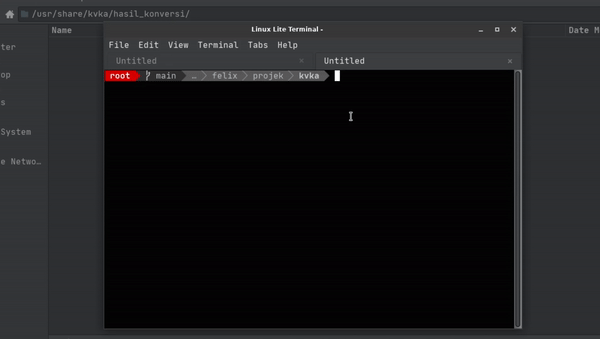 /usr/share/kvka/hasil_konversi/
Name
Date M
ter
op
s
System
e Netwo…
Linux Lite Terminal -
File Edit View Terminal Tabs Help
Untitled × Untitled ×
root main … felix projek kvka